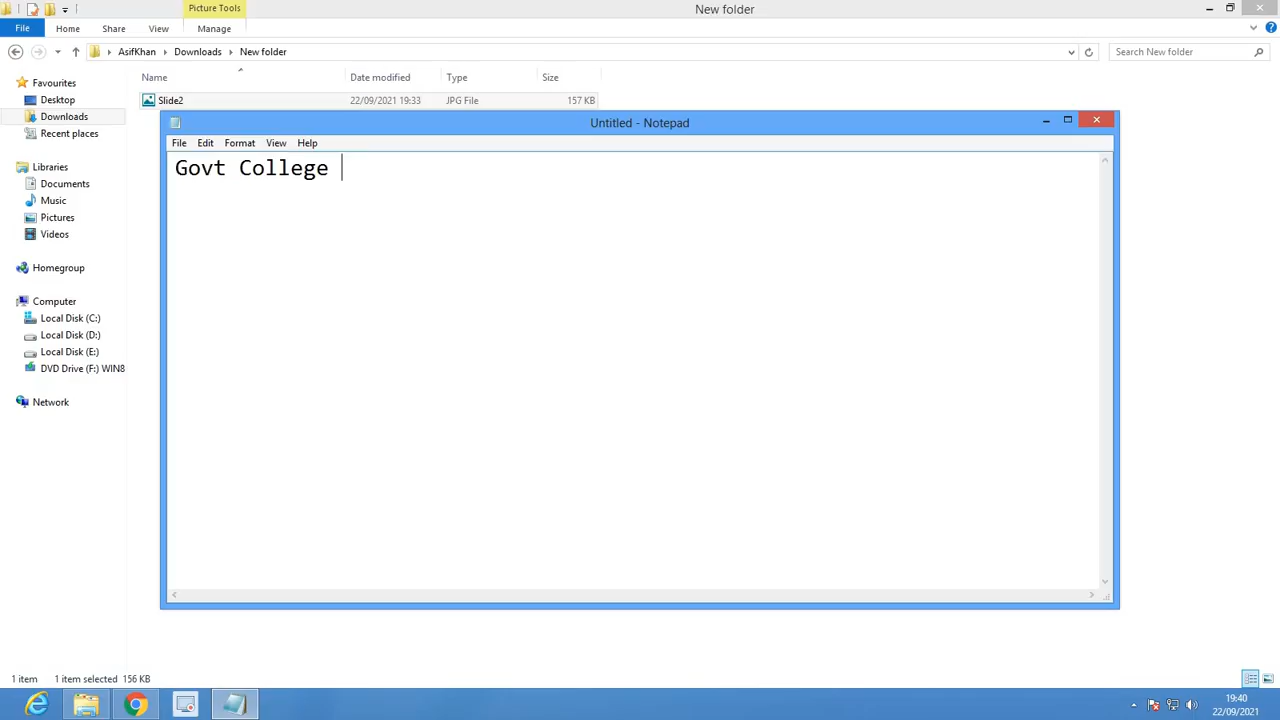 Picture Tools
New folder
File Home Share View Manage
AsifKhan Downloads New folder
Search New folder
Favourites
Desktop
Downloads
Recent places
Libraries
Documents
Music
Pictures
Videos
Homegroup
Computer
Local Disk (C:)
Local Disk (D:)
Local Disk (E:)
DVD Drive (F:) WIN8
Network
Name Date modified Type Size
Slide2 22/09/2021 19:33 JPG File 157 KB
Untitled - Notepad
File Edit Format View Help
Govt College
1 item 1 item selected 156 KB
19:40
22/09/2021